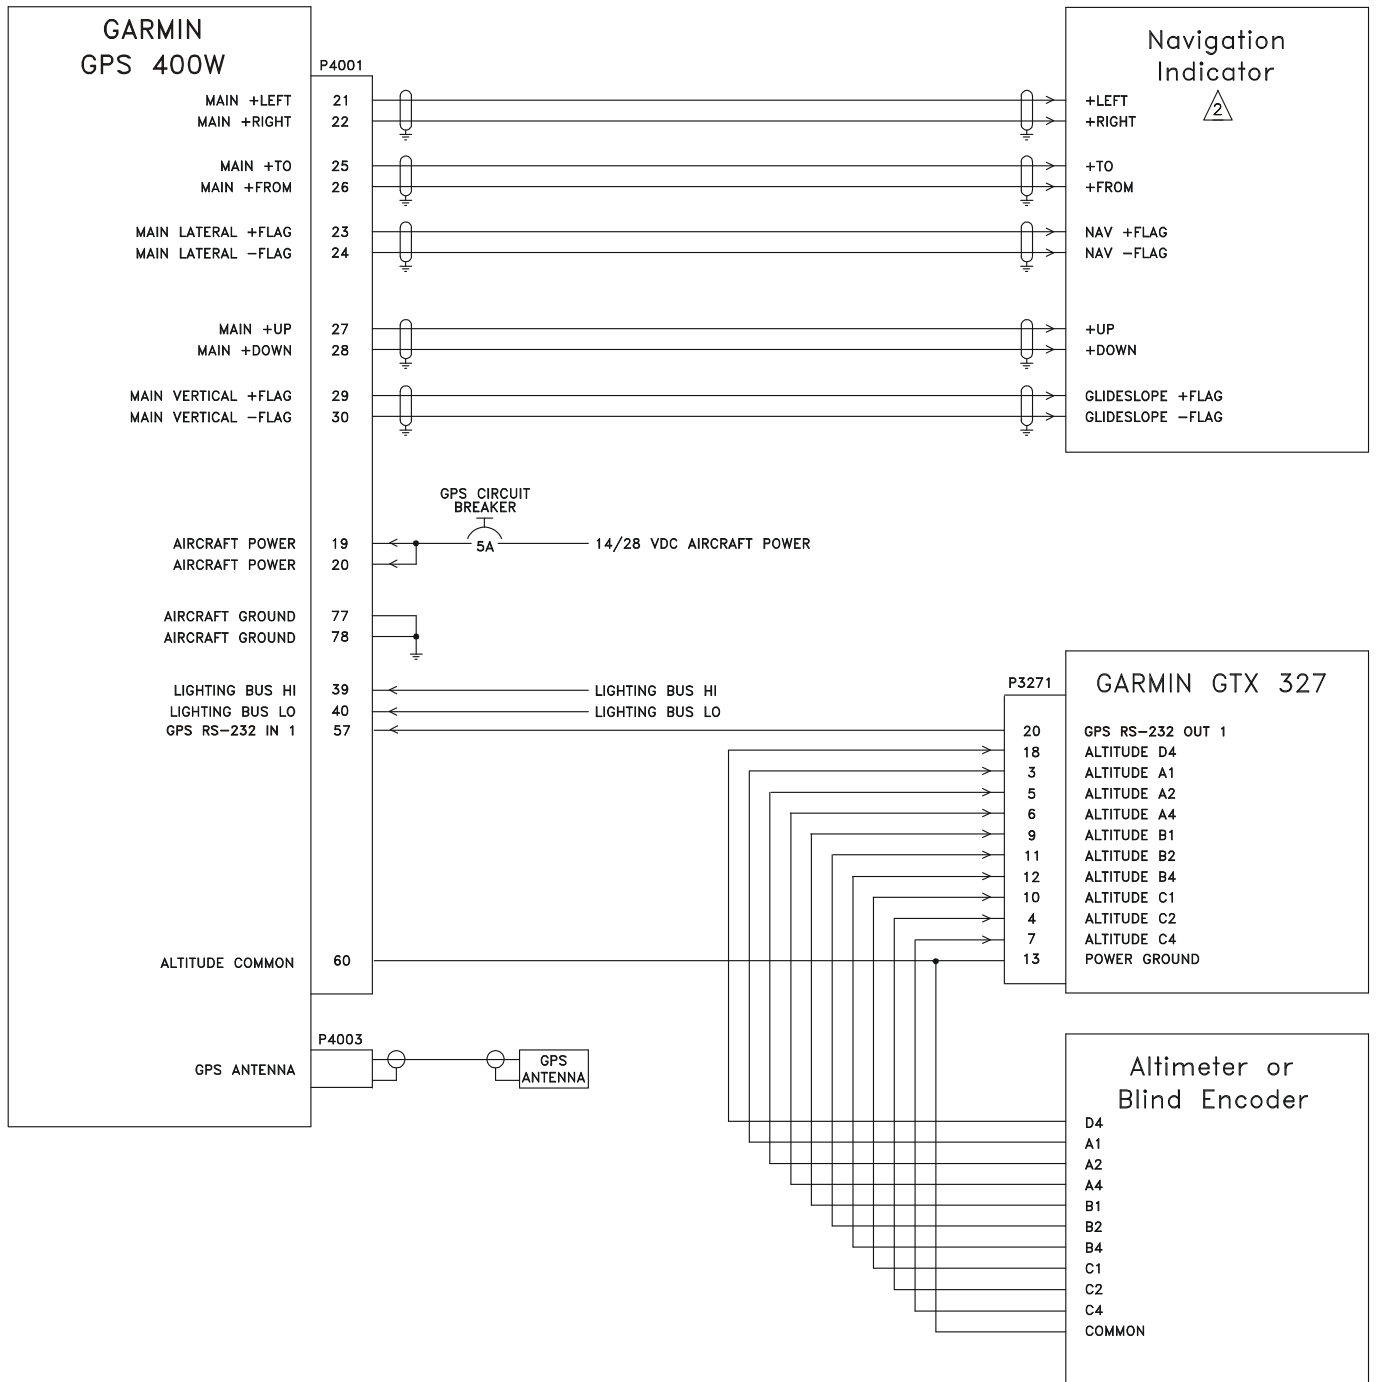 GARMIN
GPS 400W
P4001
MAIN +LEFT 21
MAIN +RIGHT 22
MAIN +TO 25
MAIN +FROM 26
MAIN LATERAL +FLAG 23
MAIN LATERAL −FLAG 24
MAIN +UP 27
MAIN +DOWN 28
MAIN VERTICAL +FLAG 29
MAIN VERTICAL −FLAG 30
AIRCRAFT POWER 19
AIRCRAFT POWER 20
AIRCRAFT GROUND 77
AIRCRAFT GROUND 78
LIGHTING BUS HI 39
LIGHTING BUS LO 40
GPS RS−232 IN 1 57
ALTITUDE COMMON 60
P4003
GPS ANTENNA
GPS
ANTENNA
GPS CIRCUIT
BREAKER
5A
14/28 VDC AIRCRAFT POWER
LIGHTING BUS HI
LIGHTING BUS LO
Navigation
Indicator
2
+LEFT
+RIGHT
+TO
+FROM
NAV +FLAG
NAV −FLAG
+UP
+DOWN
GLIDESLOPE +FLAG
GLIDESLOPE −FLAG
P3271
GARMIN GTX 327
20 GPS RS−232 OUT 1
18 ALTITUDE D4
3 ALTITUDE A1
5 ALTITUDE A2
6 ALTITUDE A4
9 ALTITUDE B1
11 ALTITUDE B2
12 ALTITUDE B4
10 ALTITUDE C1
4 ALTITUDE C2
7 ALTITUDE C4
13 POWER GROUND
Altimeter or
Blind Encoder
D4
A1
A2
A4
B1
B2
B4
C1
C2
C4
COMMON